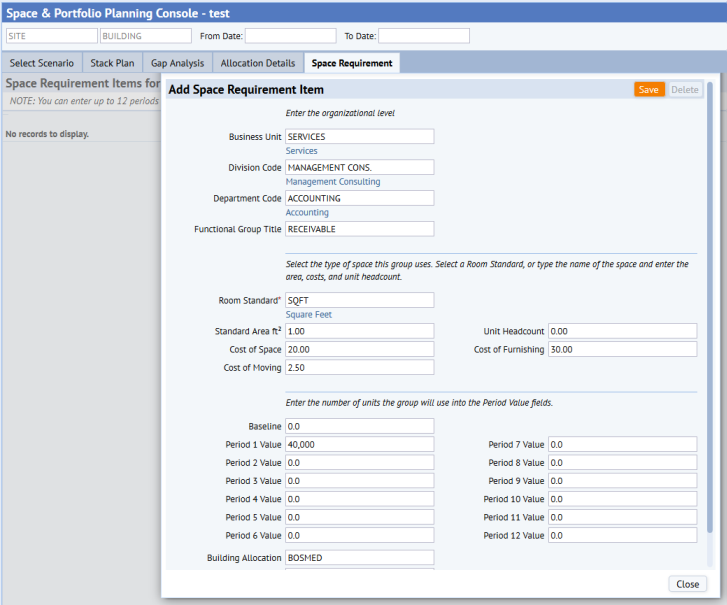 Space & Portfolio Planning Console - test
SITE BUILDING From Date: To Date:
Select Scenario Stack Plan Gap Analysis Allocation Details Space Requirement
Space Requirement Items for
NOTE: You can enter up to 12 periods
No records to display.
Add Space Requirement Item Save Delete
Enter the organizational level
Business Unit SERVICES
Services
Division Code MANAGEMENT CONS.
Management Consulting
Department Code ACCOUNTING
Accounting
Functional Group Title RECEIVABLE
Select the type of space this group uses. Select a Room Standard, or type the name of the space and enter the
area, costs, and unit headcount.
Room Standard* SQFT
Square Feet
Standard Area ft² 1.00 Unit Headcount 0.00
Cost of Space 20.00 Cost of Furnishing 30.00
Cost of Moving 2.50
Enter the number of units the group will use into the Period Value fields.
Baseline 0.0
Period 1 Value 40,000 Period 7 Value 0.0
Period 2 Value 0.0 Period 8 Value 0.0
Period 3 Value 0.0 Period 9 Value 0.0
Period 4 Value 0.0 Period 10 Value 0.0
Period 5 Value 0.0 Period 11 Value 0.0
Period 6 Value 0.0 Period 12 Value 0.0
Building Allocation BOSMED
Close